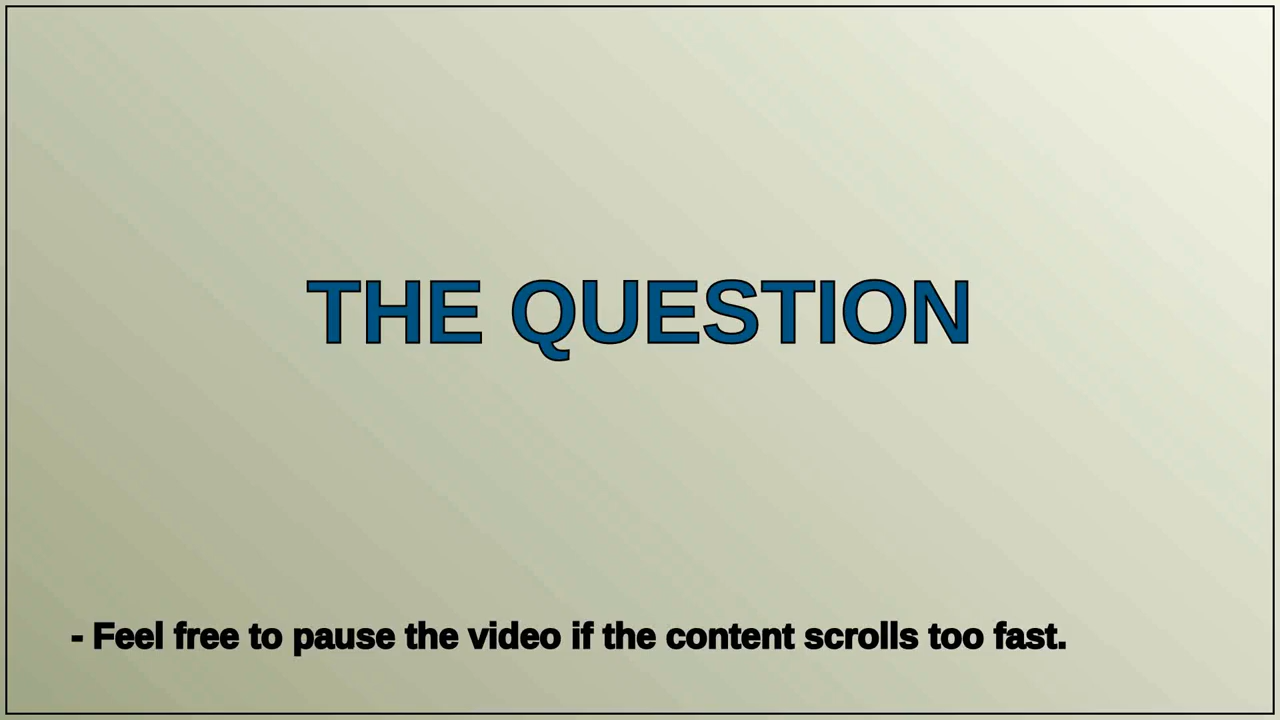 THE QUESTION
- Feel free to pause the video if the content scrolls too fast.